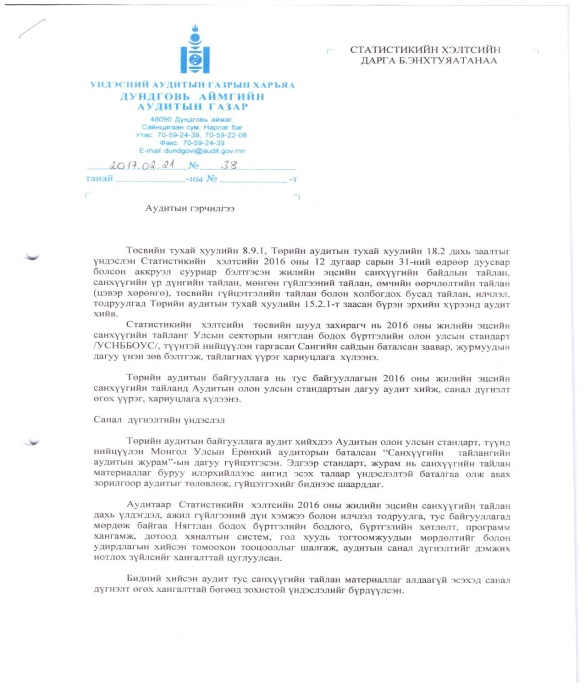 СТАТИСТИКИЙН ХЭЛТСИЙН
ДАРГА Б.ЭНХТУЯАТАНАА
ҮНДЭСНИЙ АУДИТЫН ГАЗРЫН ХАРЪЯА
ДУНДГОВЬ АЙМГИЙН
АУДИТЫН ГАЗАР
48090 Дундговь аймаг,
Сайнцагаан сум, Нарлаг баг
Утас: 70-59-24-39, 70-59-22-08,
Факс: 70-59-24-39
E-mail: dundgovi@audit.gov.mn
2017.02.21 № 38
танай ____________-ны № ____________-т
Аудитын гэрчилгээ
Төсвийн тухай хуулийн 8.9.1, Төрийн аудитын тухай хуулийн 18.2 дахь заалтыг
үндэслэн Статистикийн хэлтсийн 2016 оны 12 дугаар сарын 31-ний өдрөөр дуусвар
болсон аккруэл суурийар бэлтгэсэн жилийн эцсийн санхүүгийн байдлын тайлан,
санхүүгийн үр дүнгийн тайлан, мөнгөн гүйлгээний тайлан, өмчийн өөрчлөлтийн тайлан
(цэвэр хөрөнгө), төсвийн гүйцэтгэлийн тайлан болон холбогдох бусад тайлан, илчлэл,
тодруулгад Төрийн аудитын тухай хуулийн 15.2.1-т заасан бүрэн эрхийн хүрээнд аудит
хийв.
Статистикийн хэлтсийн төсвийн шууд захирагч нь 2016 оны жилийн эцсийн
санхүүгийн тайланг Улсын секторын нягтлан бодох бүртгэлийн олон улсын стандарт
/УСНББОУС/, түүнтэй нийцүүлэн гаргасан Сангийн сайдын баталсан заавар, журмуудын
дагуу үнэн зөв бэлтгэж, тайлагнах үүрэг хариуцлага хүлээнэ.
Төрийн аудитын байгууллага нь тус байгууллагын 2016 оны жилийн эцсийн
санхүүгийн тайланд Аудитын олон улсын стандартын дагуу аудит хийж, санал дүгнэлт
өгөх үүрэг, хариуцлага хүлээнэ.
Санал дүгнэлтийн үндэслэл
Төрийн аудитын байгууллага аудит хийхдээ Аудитын олон улсын стандарт, түүнд
нийцүүлэн Монгол Улсын Ерөнхий аудиторын баталсан “Санхүүгийн тайлангийн
аудитын журам”-ын дагуу гүйцэтгэсэн. Эдгээр стандарт, журам нь санхүүгийн тайлан
материаллаг буруу илэрхийллээс ангид эсэх талаар үндэслэлтэй баталгаа олж авах
зорилгоор аудитыг төлөвлөж, гүйцэтгэхийг биднээс шаардлаг.
Аудитаар Статистикийн хэлтсийн 2016 оны жилийн эцсийн санхүүгийн тайлан
дахь үлдэгдэл, ажил гүйлгээний дүн хэмжээ болон илчлэл тодруулга, тус байгууллагад
мөрдөж байгаа Нягтлан бодох бүртгэлийн бодлого, бүртгэлийн хөтлөлт, программ
хангамж, дотоод хяналтын систем, гол хууль тогтоомжуудын мөрдөлтийг болон
удирдлагын хийсэн томоохон тооцооллыг шалгаж, аудитын санал дүгнэлтийг дэмжих
нотлох зүйлсийг хангалттай цуглуулсан.
Бидний хийсэн аудит тус санхүүгийн тайлан материаллаг алдаагүй эсэхэд санал
дүгнэлт өгөх хангалттай бөгөөд зохистой үндэслэлийг бүрдүүлсэн.